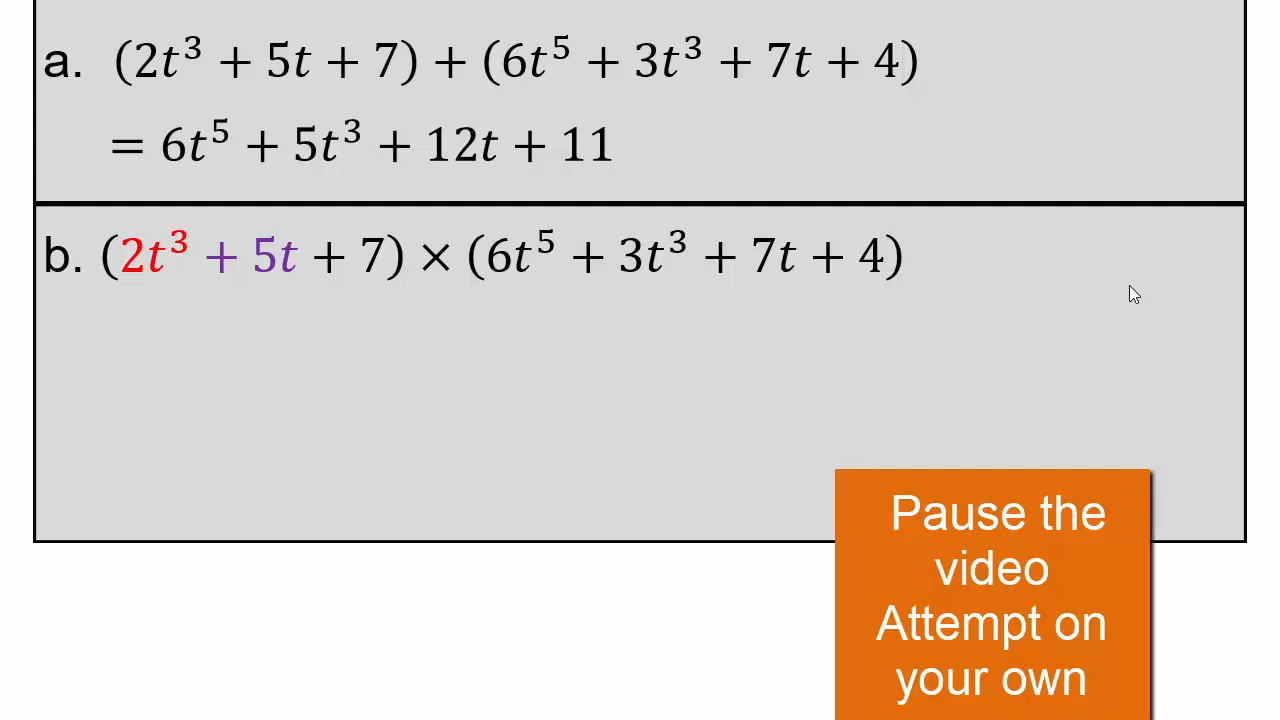 a. (2t³ + 5t + 7) + (6t⁵ + 3t³ + 7t + 4)
= 6t⁵ + 5t³ + 12t + 11
b. (2t³ + 5t + 7) × (6t⁵ + 3t³ + 7t + 4)
Pause the
video
Attempt on
your own